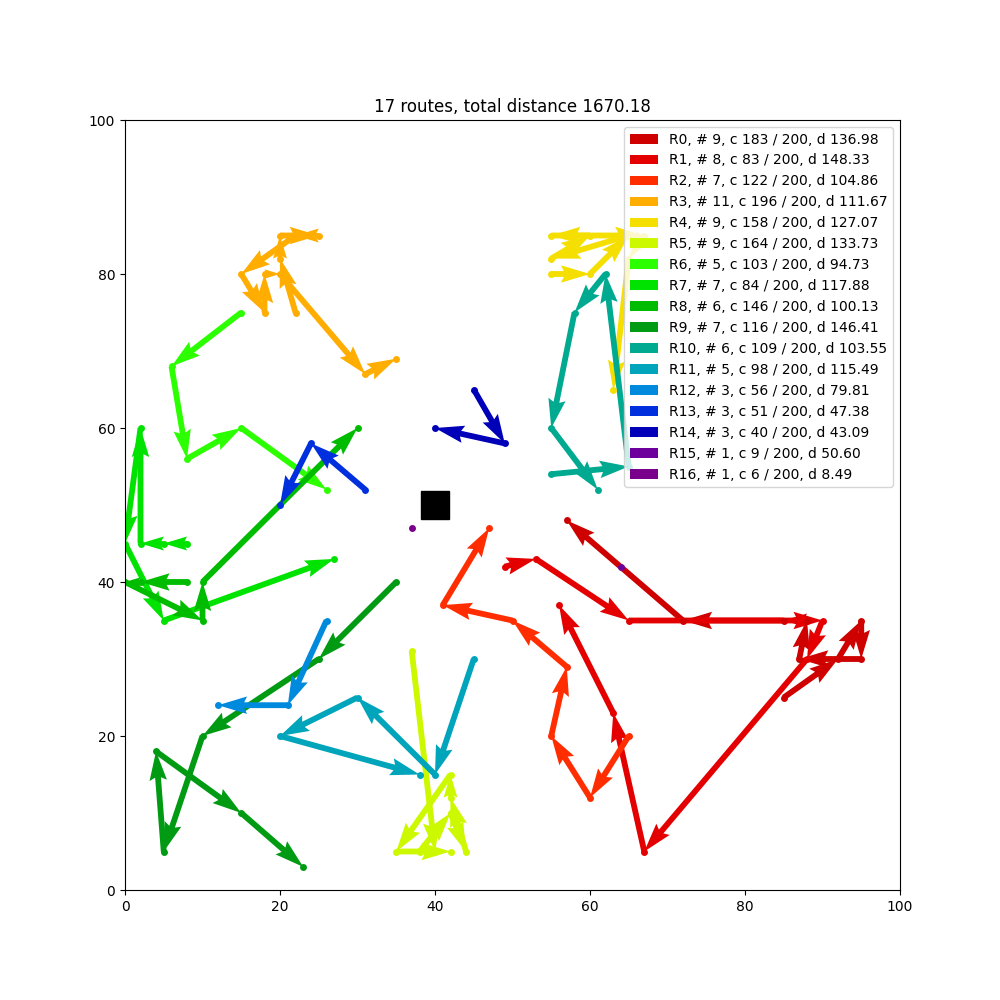 17 routes, total distance 1670.18
R0, # 9, c 183 / 200, d 136.98
R1, # 8, c 83 / 200, d 148.33
R2, # 7, c 122 / 200, d 104.86
R3, # 11, c 196 / 200, d 111.67
R4, # 9, c 158 / 200, d 127.07
R5, # 9, c 164 / 200, d 133.73
R6, # 5, c 103 / 200, d 94.73
R7, # 7, c 84 / 200, d 117.88
R8, # 6, c 146 / 200, d 100.13
R9, # 7, c 116 / 200, d 146.41
R10, # 6, c 109 / 200, d 103.55
R11, # 5, c 98 / 200, d 115.49
R12, # 3, c 56 / 200, d 79.81
R13, # 3, c 51 / 200, d 47.38
R14, # 3, c 40 / 200, d 43.09
R15, # 1, c 9 / 200, d 50.60
R16, # 1, c 6 / 200, d 8.49
100
80
60
40
20
0
0 20 40 60 80 100